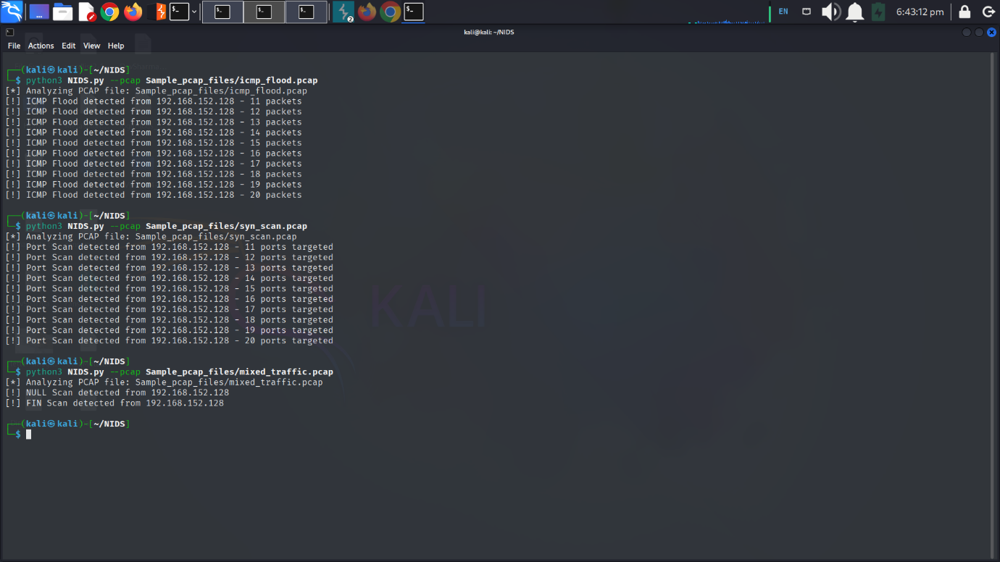 EN
6:43:12 pm
kali@kali: ~/NIDS
File Actions Edit View Help
┌──(kali㉿kali)-[~/NIDS]
└─$ python3 NIDS.py --pcap Sample_pcap_files/icmp_flood.pcap
[*] Analyzing PCAP file: Sample_pcap_files/icmp_flood.pcap
[!] ICMP Flood detected from 192.168.152.128 - 11 packets
[!] ICMP Flood detected from 192.168.152.128 - 12 packets
[!] ICMP Flood detected from 192.168.152.128 - 13 packets
[!] ICMP Flood detected from 192.168.152.128 - 14 packets
[!] ICMP Flood detected from 192.168.152.128 - 15 packets
[!] ICMP Flood detected from 192.168.152.128 - 16 packets
[!] ICMP Flood detected from 192.168.152.128 - 17 packets
[!] ICMP Flood detected from 192.168.152.128 - 18 packets
[!] ICMP Flood detected from 192.168.152.128 - 19 packets
[!] ICMP Flood detected from 192.168.152.128 - 20 packets
┌──(kali㉿kali)-[~/NIDS]
└─$ python3 NIDS.py --pcap Sample_pcap_files/syn_scan.pcap
[*] Analyzing PCAP file: Sample_pcap_files/syn_scan.pcap
[!] Port Scan detected from 192.168.152.128 - 11 ports targeted
[!] Port Scan detected from 192.168.152.128 - 12 ports targeted
[!] Port Scan detected from 192.168.152.128 - 13 ports targeted
[!] Port Scan detected from 192.168.152.128 - 14 ports targeted
[!] Port Scan detected from 192.168.152.128 - 15 ports targeted
[!] Port Scan detected from 192.168.152.128 - 16 ports targeted
[!] Port Scan detected from 192.168.152.128 - 17 ports targeted
[!] Port Scan detected from 192.168.152.128 - 18 ports targeted
[!] Port Scan detected from 192.168.152.128 - 19 ports targeted
[!] Port Scan detected from 192.168.152.128 - 20 ports targeted
KALI
┌──(kali㉿kali)-[~/NIDS]
└─$ python3 NIDS.py --pcap Sample_pcap_files/mixed_traffic.pcap
[*] Analyzing PCAP file: Sample_pcap_files/mixed_traffic.pcap
[!] NULL Scan detected from 192.168.152.128
[!] FIN Scan detected from 192.168.152.128
┌──(kali㉿kali)-[~/NIDS]
└─$